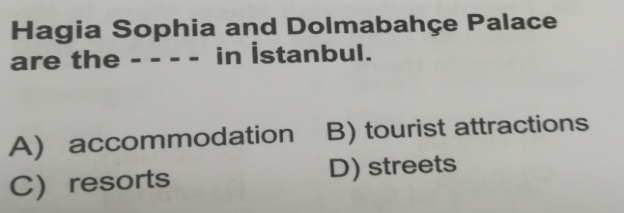 Hagia Sophia and Dolmabahçe Palace
are the - - - - in İstanbul.
A) accommodation B) tourist attractions
C) resorts D) streets